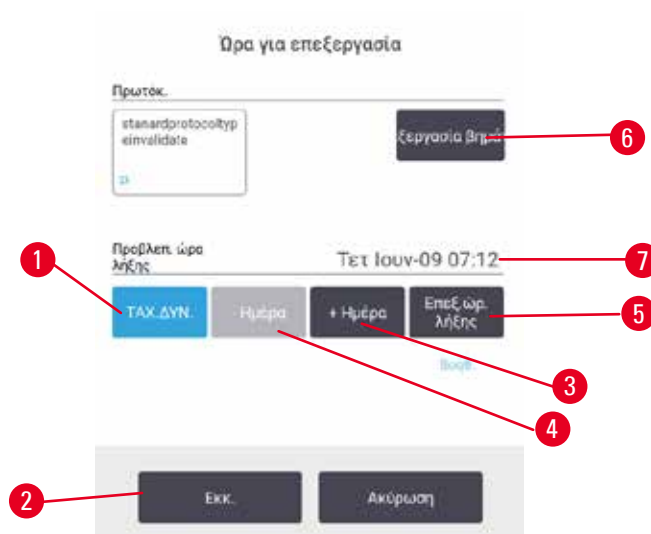 Ώρα για επεξεργασία
Πρωτοκ.
stanardprotocoltyp
einvalidate
ξεργασία βημά
6
Προβλεπ. ώρα
λήξης
Τετ Ιουν-09 07:12
1
7
ΤΑΧ.ΔΥΝ.
Ημέρα
+ Ημέρα
Επεξ.ωρ.
λήξης
5
3
4
2
Εκκ.
Ακύρωση